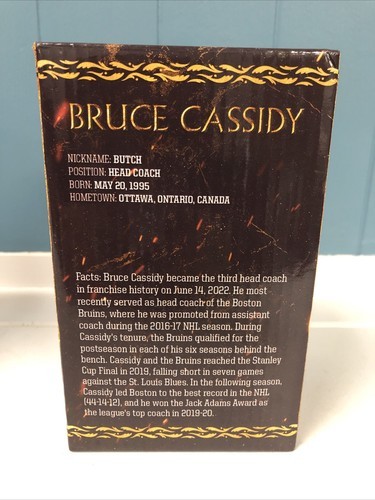 BRUCE CASSIDY
NICKNAME: BUTCH
POSITION: HEAD COACH
BORN: MAY 20, 1995
HOMETOWN: OTTAWA, ONTARIO, CANADA
Facts: Bruce Cassidy became the third head coach
in franchise history on June 14, 2022. He most
recently served as head coach of the Boston
Bruins, where he was promoted from assistant
coach during the 2016-17 NHL season. During
Cassidy's tenure, the Bruins qualified for the
postseason in each of his six seasons behind the
bench. Cassidy and the Bruins reached the Stanley
Cup Final in 2019, falling short in seven games
against the St. Louis Blues. In the following season,
Cassidy led Boston to the best record in the NHL
(44-14-12), and he won the Jack Adams Award as
the league's top coach in 2019-20.